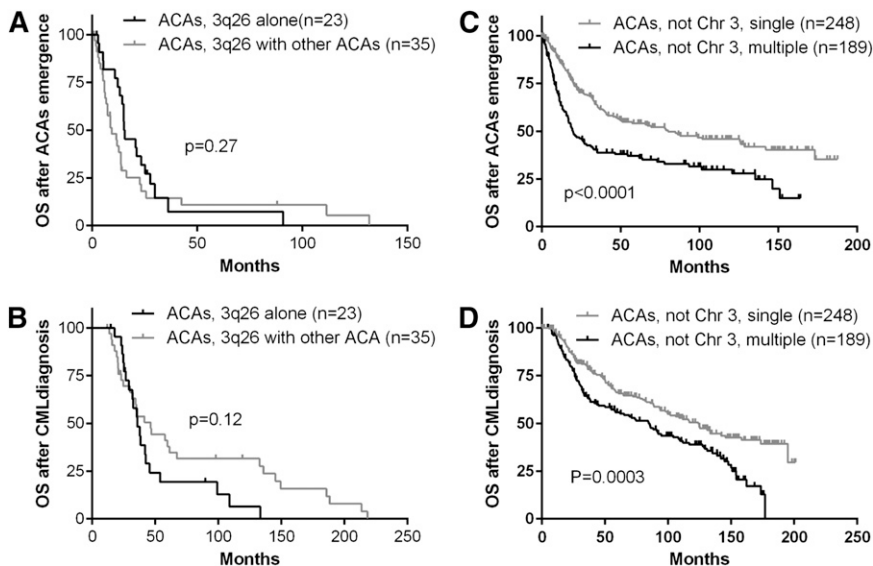 A
ACAs, 3q26 alone(n=23)
ACAs, 3q26 with other ACAs (n=35)
OS after ACAs emergence
100
75
50
25
0
p=0.27
0 50 100 150
Months
C
ACAs, not Chr 3, single (n=248)
ACAs, not Chr 3, multiple (n=189)
OS after ACAs emergence
100
75
50
25
0
p<0.0001
0 50 100 150 200
Months
B
ACAs, 3q26 alone (n=23)
ACAs, 3q26 with other ACA (n=35)
OS after CMLdiagnosis
100
75
50
25
0
p=0.12
0 50 100 150 200 250
Months
D
ACAs, not Chr 3, single (n=248)
ACAs, not Chr 3, multiple (n=189)
OS after CMLdiagnosis
100
75
50
25
0
P=0.0003
0 50 100 150 200 250
Months